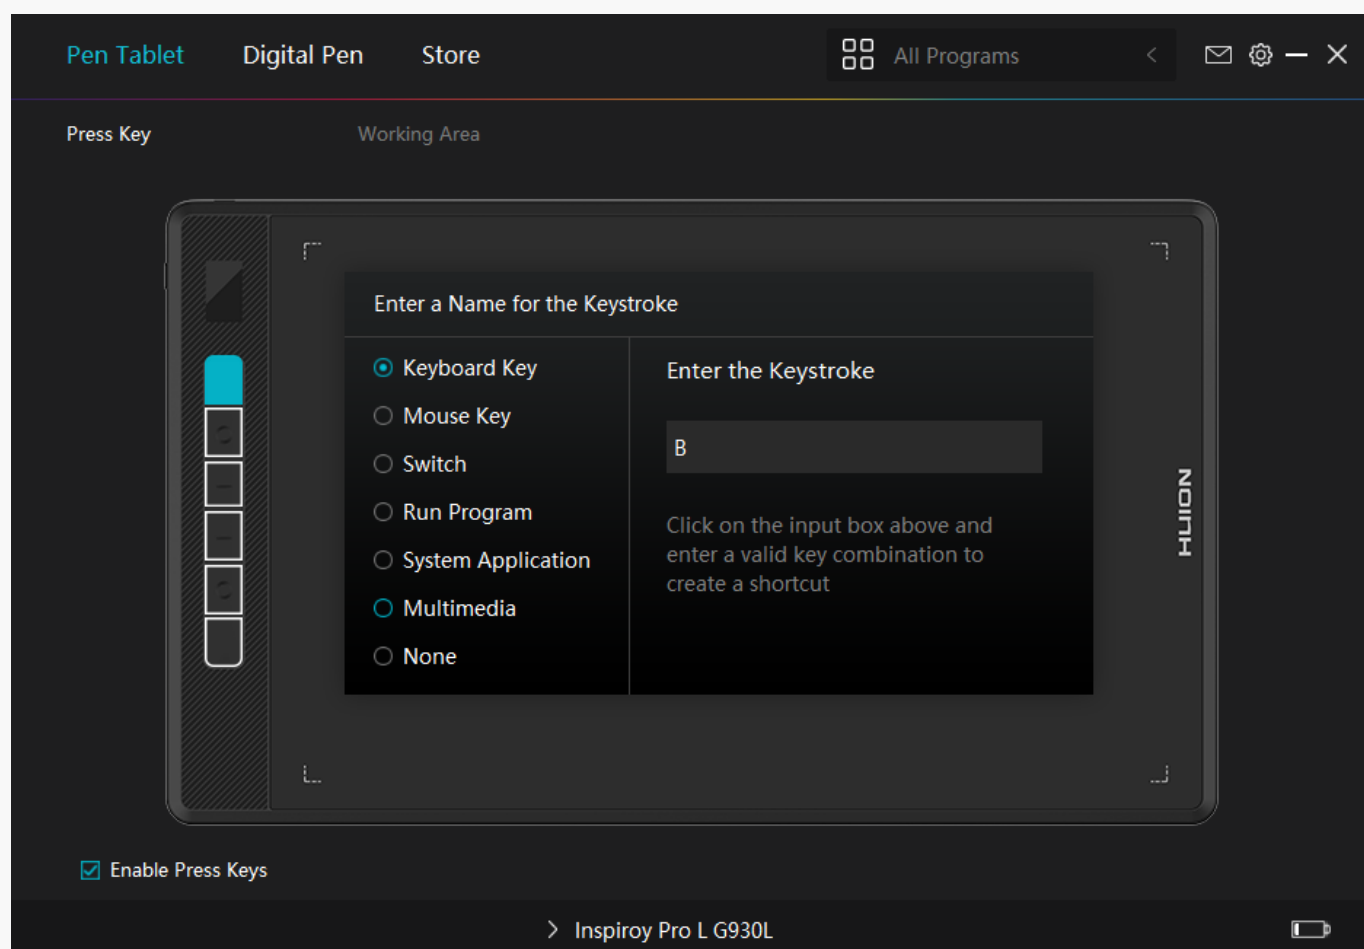 Pen Tablet Digital Pen Store All Programs
Press Key Working Area
Enter a Name for the Keystroke
Keyboard Key
Mouse Key
Switch
Run Program
System Application
Multimedia
None
Enter the Keystroke
B
Click on the input box above and
enter a valid key combination to
create a shortcut
HUION
Enable Press Keys
Inspiroy Pro L G930L